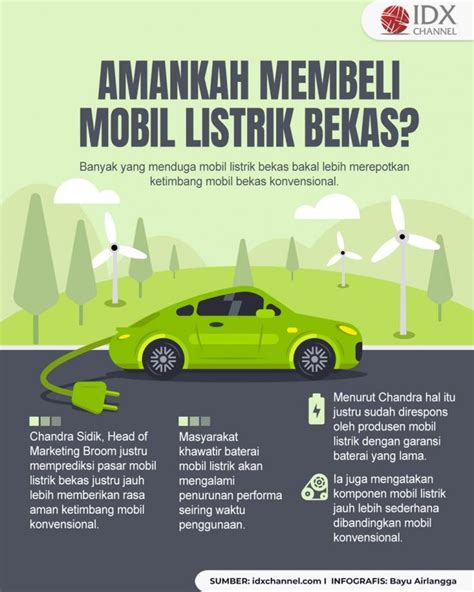 IDX
CHANNEL
AMANKAH MEMBELI
MOBIL LISTRIK BEKAS?
Banyak yang menduga mobil listrik bekas bakal lebih merepotkan
ketimbang mobil bekas konvensional.
Chandra Sidik, Head of
Marketing Broom justru
memprediksi pasar mobil
listrik bekas justru jauh
lebih memberikan rasa
aman ketimbang mobil
konvensional.
Masyarakat
khawatir baterai
mobil listrik akan
mengalami
penurunan performa
seiring waktu
penggunaan.
Menurut Chandra hal itu
justru sudah direspons
oleh produsen mobil
listrik dengan garansi
baterai yang lama.
Ia juga mengatakan
komponen mobil listrik
jauh lebih sederhana
dibandingkan mobil
konvensional.
SUMBER: idxchannel.com I INFOGRAFIS: Bayu Airlangga